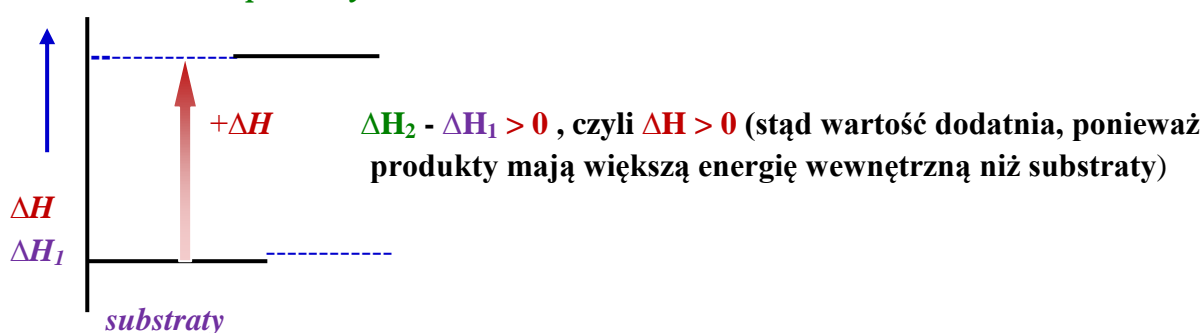 +ΔH
ΔH₂ - ΔH₁ > 0 , czyli ΔH > 0 (stąd wartość dodatnia, ponieważ
produkty mają większą energię wewnętrzną niż substraty)
ΔH
ΔH₁
substraty